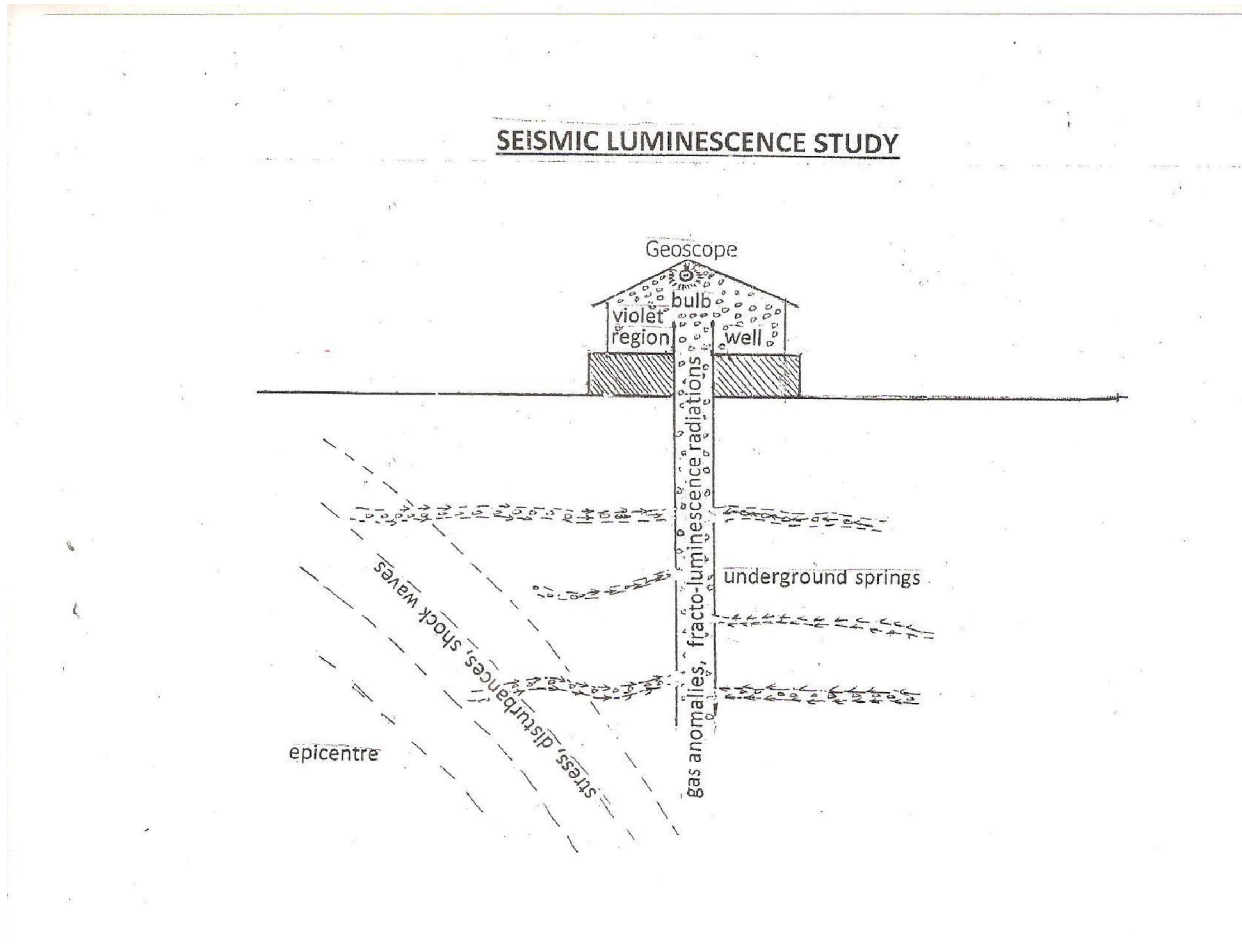 SEISMIC LUMINESCENCE STUDY
Geoscope
bulb
violet
region
well
gas anomalies, fracto-luminescence radiations
underground springs
stress, disturbances, shock waves
epicentre